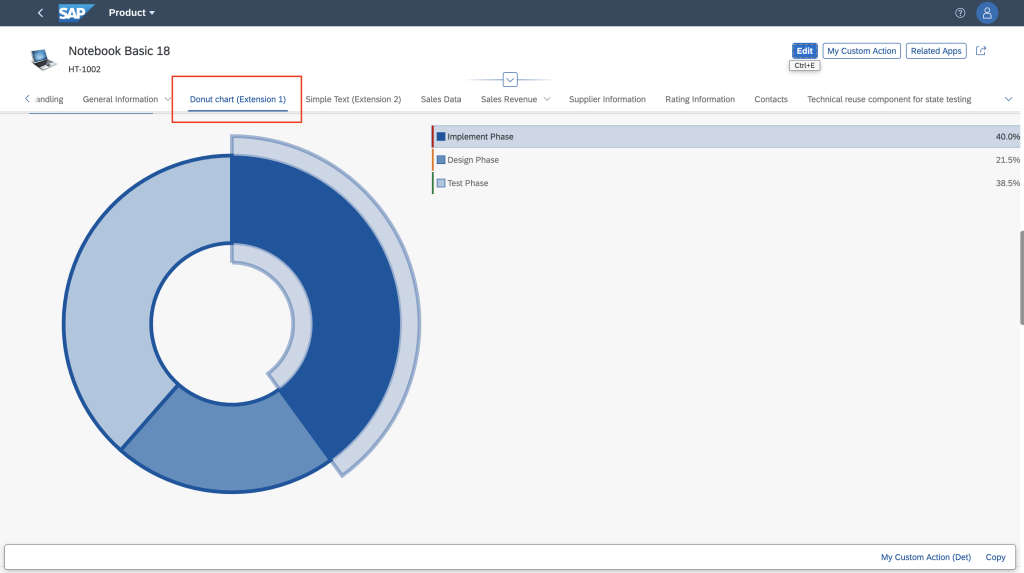 SAP Product
Notebook Basic 18
HT-1002
Edit My Custom Action Related Apps
Ctrl+E
andling General Information Donut chart (Extension 1) Simple Text (Extension 2) Sales Data Sales Revenue Supplier Information Rating Information Contacts Technical reuse component for state testing
Implement Phase 40.0%
Design Phase 21.5%
Test Phase 38.5%
My Custom Action (Det) Copy